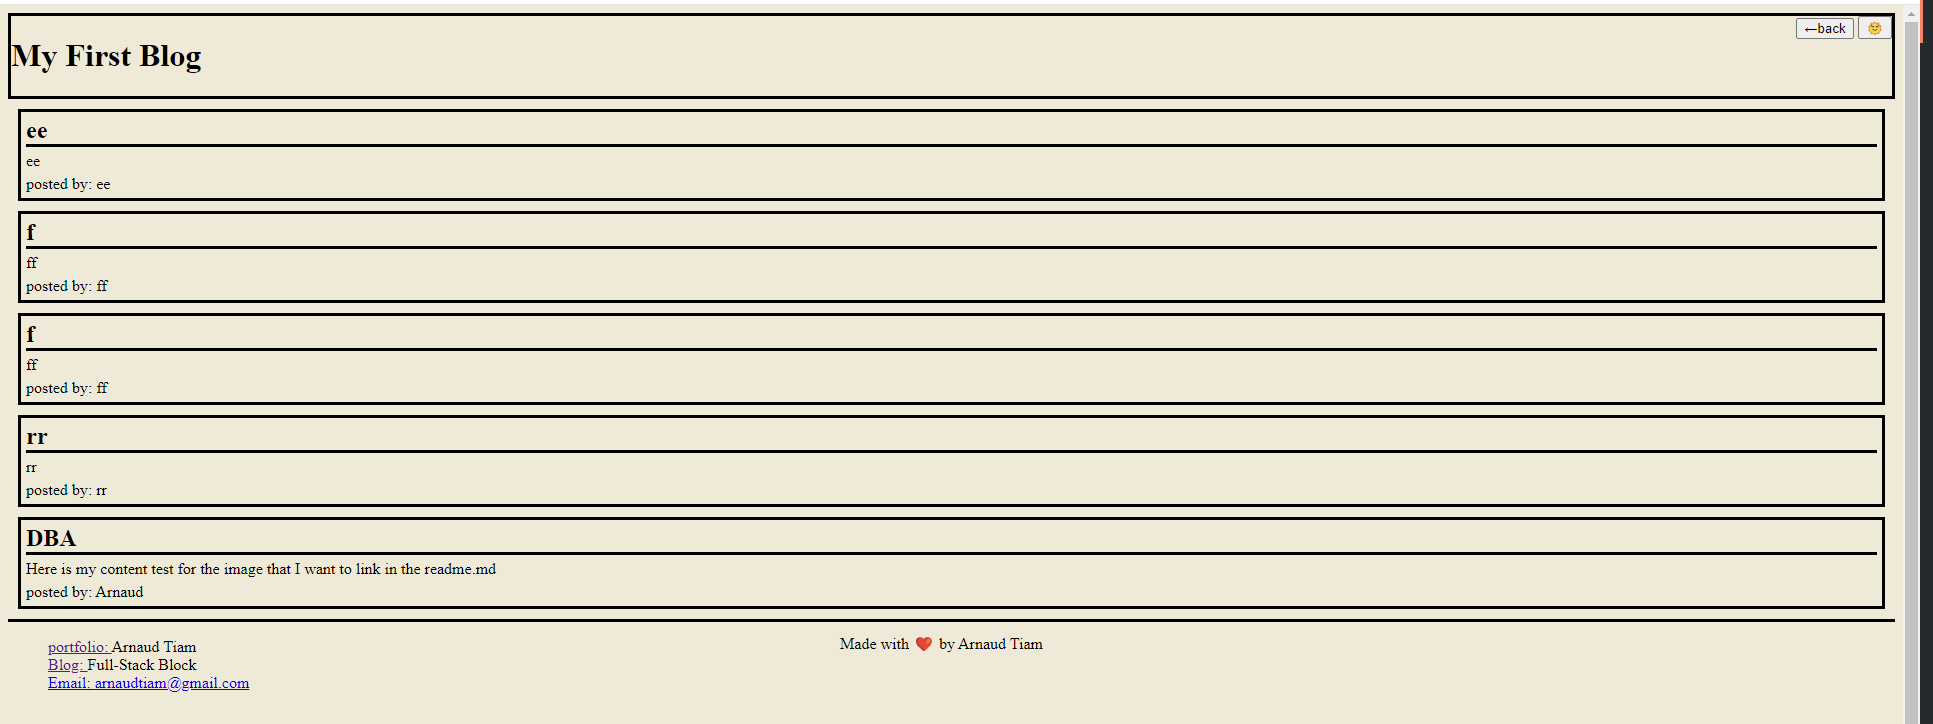 ←back
My First Blog
ee
ee
posted by: ee
f
ff
posted by: ff
f
ff
posted by: ff
rr
rr
posted by: rr
DBA
Here is my content test for the image that I want to link in the readme.md
posted by: Arnaud
portfolio: Arnaud Tiam
Blog: Full-Stack Block
Email: arnaudtiam@gmail.com
Made with ❤️ by Arnaud Tiam